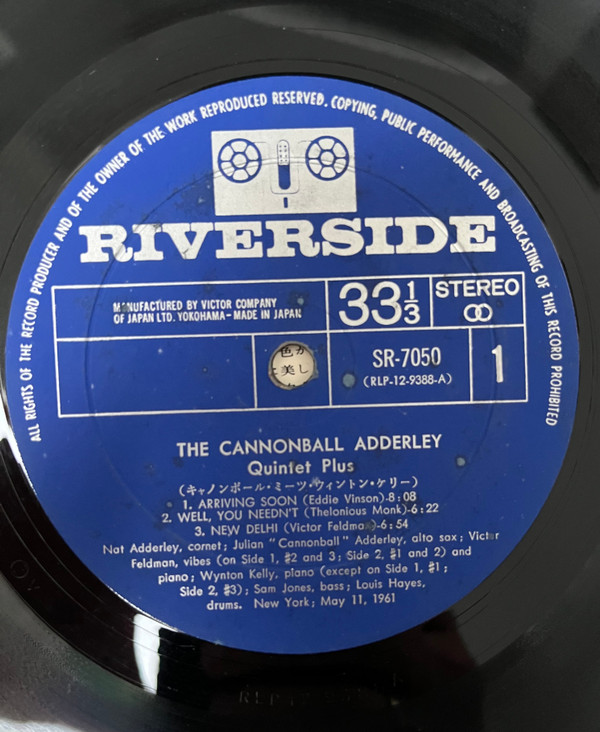 ALL RIGHTS OF THE RECORD PRODUCER AND OF THE OWNER OF THE WORK REPRODUCED RESERVED. COPYING, PUBLIC PERFORMANCE AND BROADCASTING OF THIS RECORD PROHIBITED
RIVERSIDE
MANUFACTURED BY VICTOR COMPANY
OF JAPAN LTD. YOKOHAMA-MADE IN JAPAN
33 1/3
STEREO
SR-7050
(RLP-12-9388-A)
1
色か
美し
THE CANNONBALL ADDERLEY
Quintet Plus
(キャノンボール・ミーツ・ウィントン・ケリー)
1. ARRIVING SOON (Eddie Vinson)-8:08
2. WELL, YOU NEEDN'T (Thelonious Monk)-6:22
3. NEW DELHI (Victor Feldman)-6:54
Nat Adderley, cornet; Julian "Cannonball" Adderley, alto sax; Victor
Feldman, vibes (on Side 1, #2 and 3; Side 2, #1 and 2) and
piano; Wynton Kelly, piano (except on Side 1, #1;
Side 2, #3); Sam Jones, bass; Louis Hayes,
drums. New York; May 11, 1961